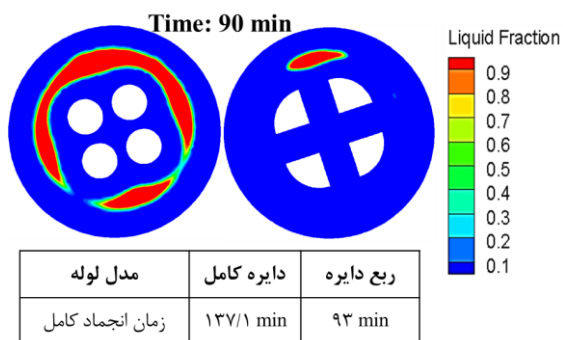 Time: 90 min
Liquid Fraction
0.9
0.8
0.7
0.6
0.5
0.4
0.3
0.2
0.1
مدل لوله دایره کامل ربع دایره
زمان انجماد کامل ۱۳۷/۱ min ۹۳ min